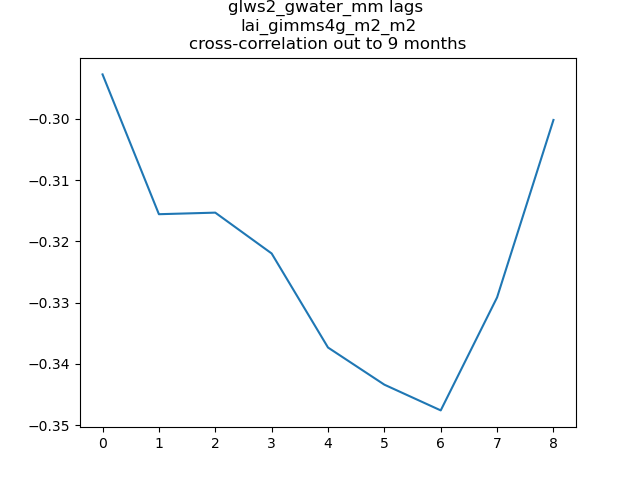 glws2_gwater_mm lags
lai_gimms4g_m2_m2
cross-correlation out to 9 months
−0.30
−0.31
−0.32
−0.33
−0.34
−0.35
0 1 2 3 4 5 6 7 8